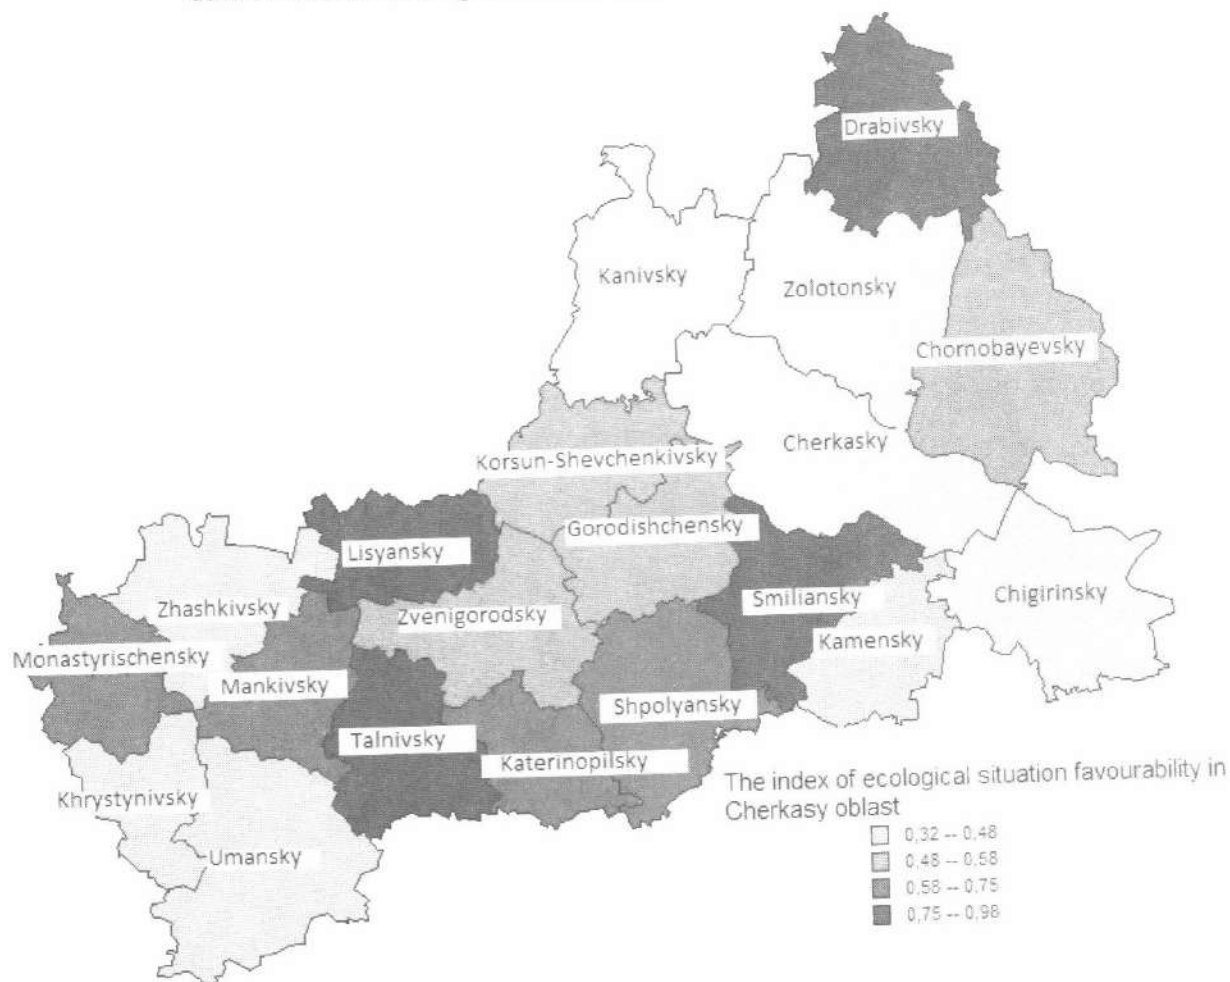 Drabivsky
Kanivsky
Zolotonsky
Chornobayevsky
Cherkasky
Korsun-Shevchenkivsky
Gorodishchensky
Lisyansky
Zhashkivsky
Zvenigorodsky
Smiliansky
Chigirinsky
Kamensky
Monastyrischensky
Mankivsky
Shpolyansky
Talnivsky
Katerinopilsky
Khrystynivsky
Umansky
The index of ecological situation favourability in
Cherkasy oblast
0,32 -- 0,48
0,48 -- 0,58
0,58 -- 0,75
0,75 -- 0,98